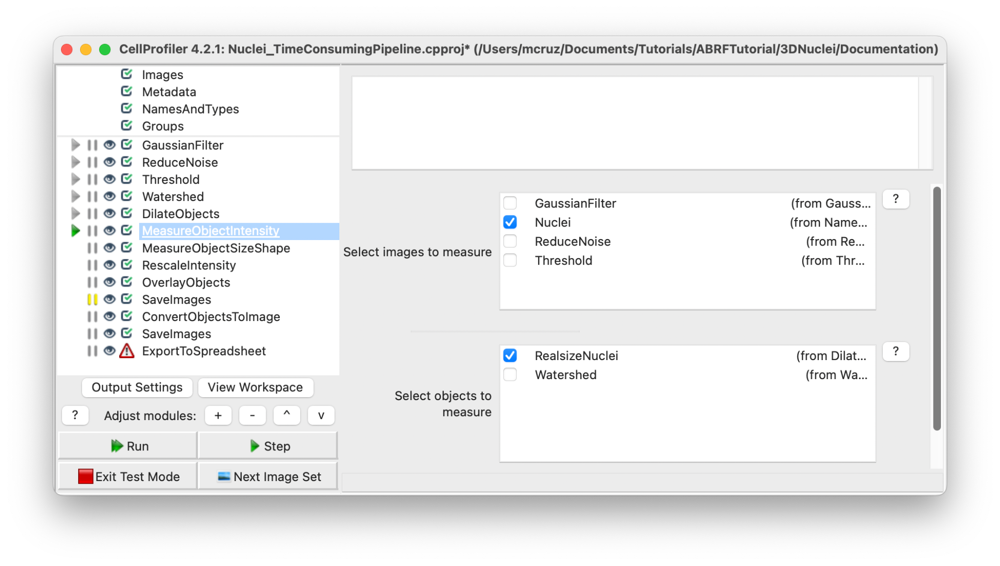 CellProfiler 4.2.1: Nuclei_TimeConsumingPipeline.cpproj* (/Users/mcruz/Documents/Tutorials/ABRFTutorial/3DNuclei/Documentation)
Images
Metadata
NamesAndTypes
Groups
GaussianFilter
ReduceNoise
Threshold
Watershed
DilateObjects
MeasureObjectIntensity
MeasureObjectSizeShape
RescaleIntensity
OverlayObjects
SaveImages
ConvertObjectsToImage
SaveImages
ExportToSpreadsheet
Output Settings View Workspace
? Adjust modules: + - ^ v
Run Step
Exit Test Mode Next Image Set
Select images to measure
GaussianFilter (from Gauss... ?
Nuclei (from Name...
ReduceNoise (from Re...
Threshold (from Thr...
Select objects to
measure
RealsizeNuclei (from Dilat... ?
Watershed (from Wa...